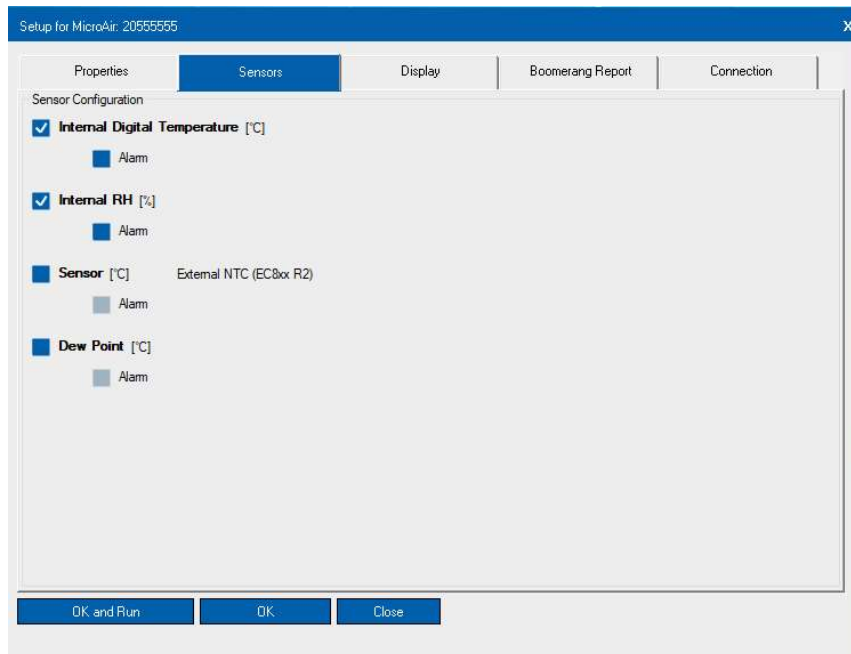 Setup for MicroAir: 20555555 X
Properties Sensors Display Boomerang Report Connection
Sensor Configuration
Internal Digital Temperature [°C]
Alarm
Internal RH [%]
Alarm
Sensor [°C] External NTC (EC8xx R2)
Alarm
Dew Point [°C]
Alarm
OK and Run OK Close